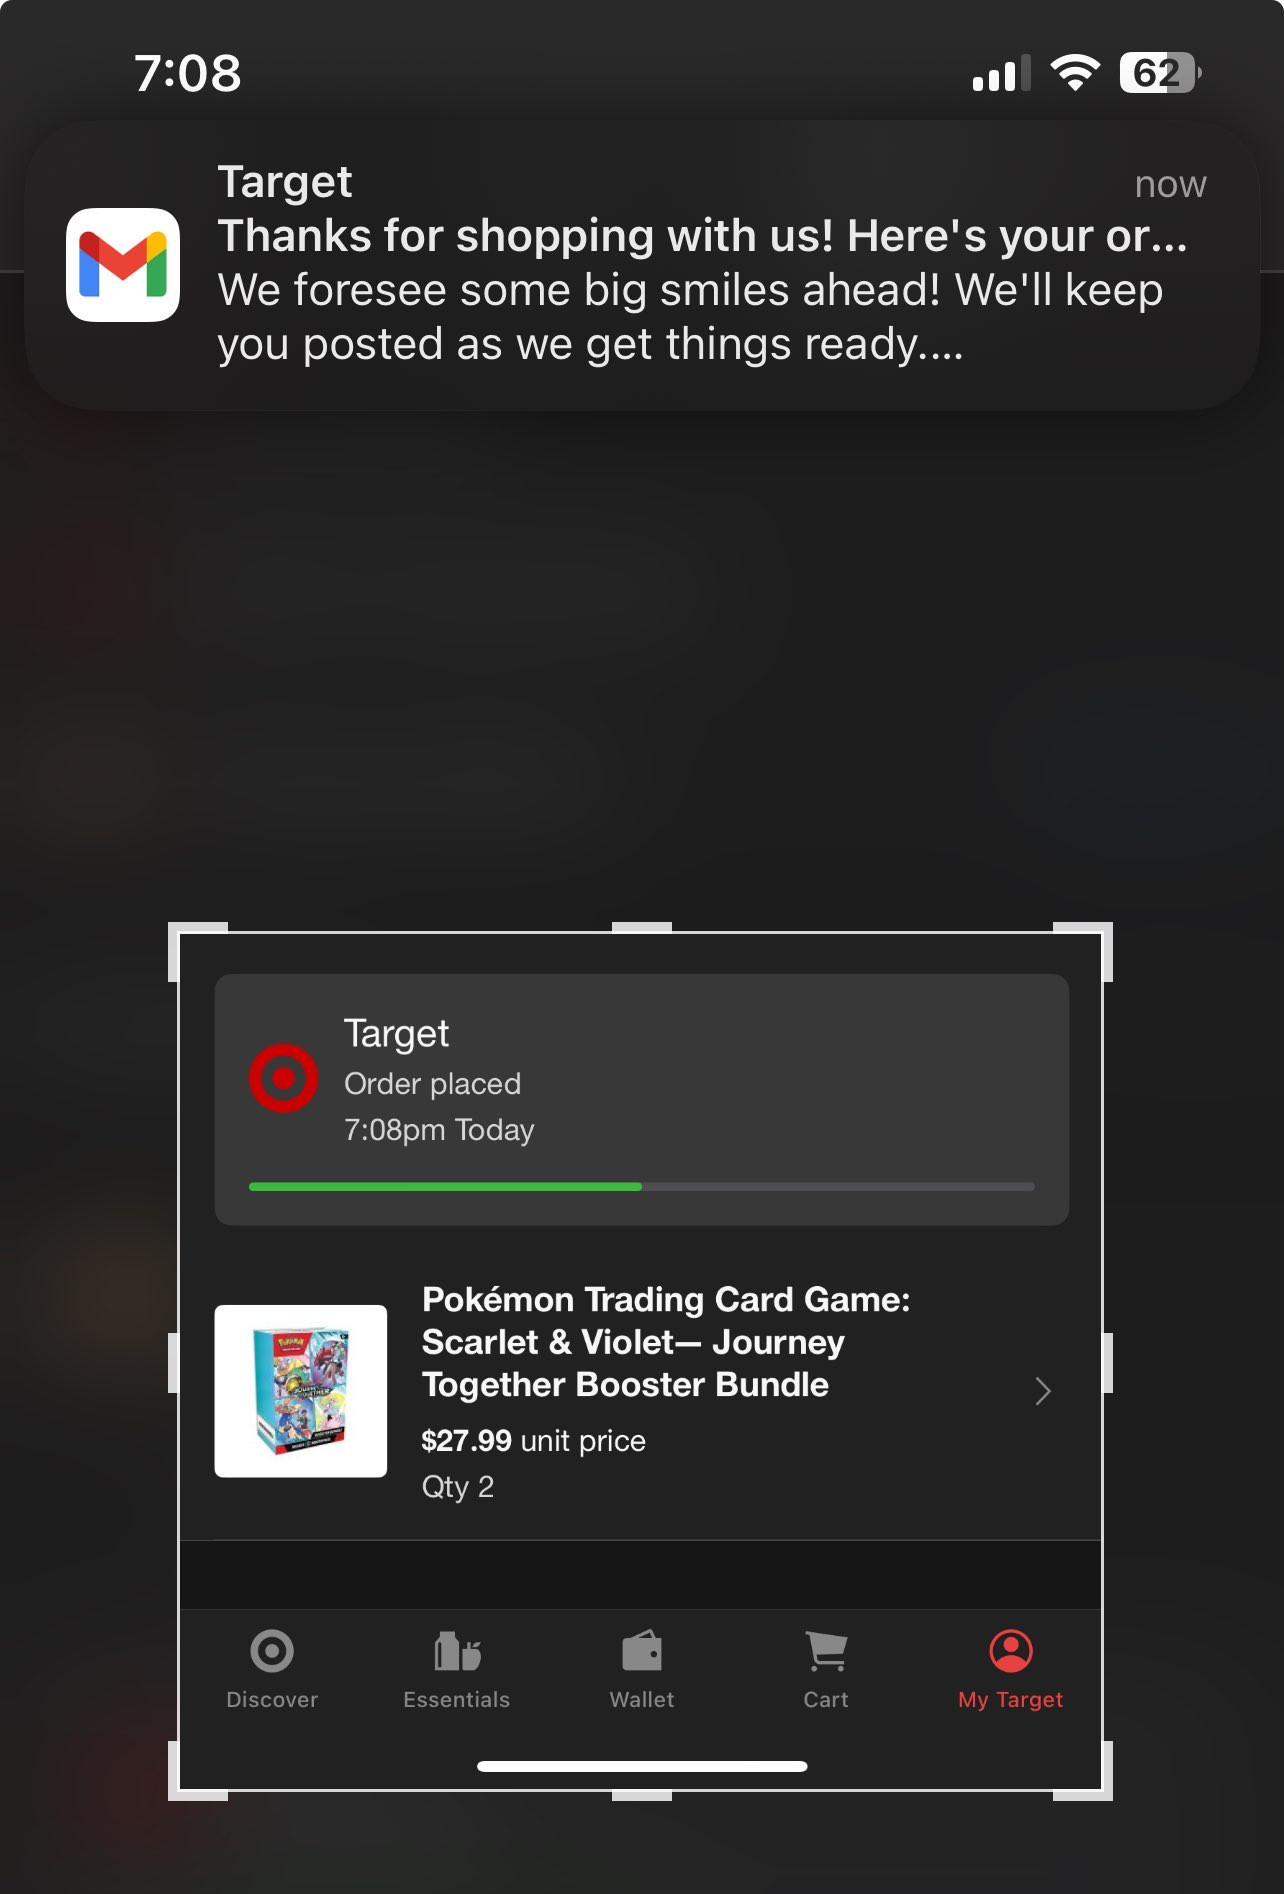 7:08
62
Target
now
Thanks for shopping with us! Here's your or...
We foresee some big smiles ahead! We'll keep
you posted as we get things ready....
Target
Order placed
7:08pm Today
Pokémon Trading Card Game:
Scarlet & Violet— Journey
Together Booster Bundle
$27.99 unit price
Qty 2
POKÉMON
JOURNEY
TOGETHER
Discover
Essentials
Wallet
Cart
My Target